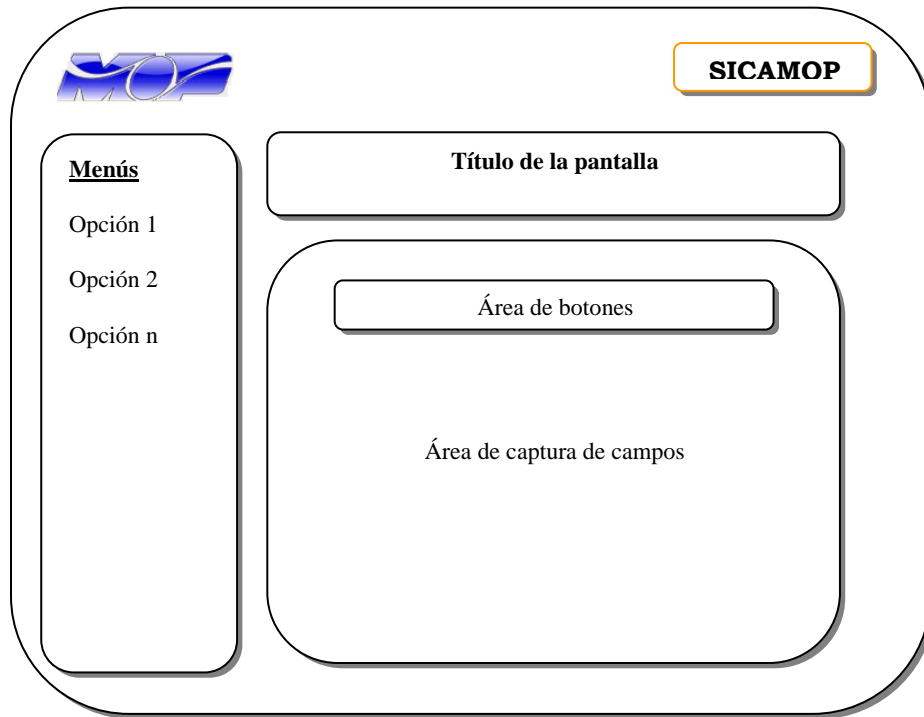 MOP
SICAMOP
Menús
Opción 1
Opción 2
Opción n
Título de la pantalla
Área de botones
Área de captura de campos